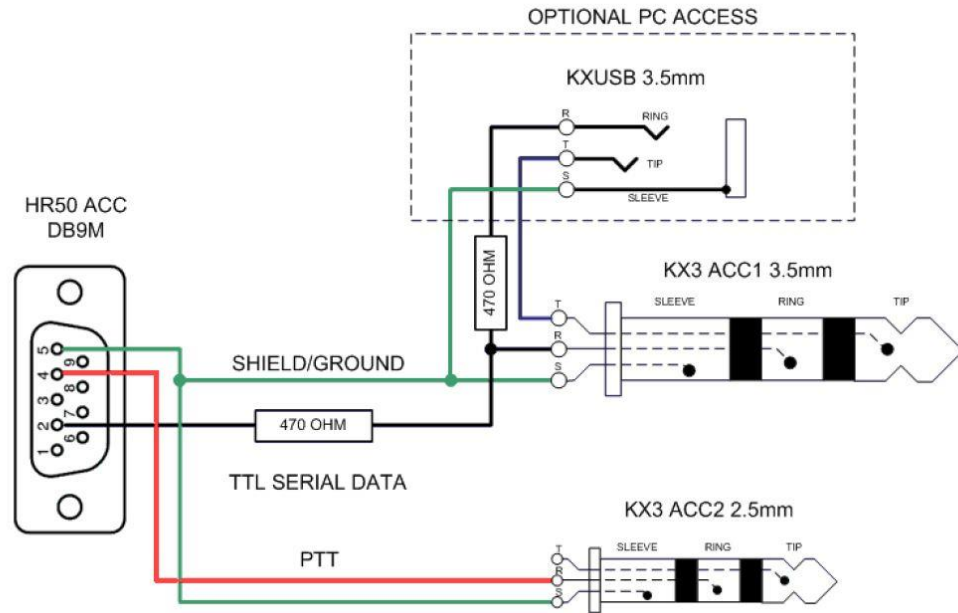 OPTIONAL PC ACCESS
KXUSB 3.5mm
R
RING
T
TIP
S
SLEEVE
HR50 ACC
DB9M
470 OHM
KX3 ACC1 3.5mm
SLEEVE
RING
TIP
T
R
S
5
9
4
8
3
7
2
6
1
SHIELD/GROUND
470 OHM
TTL SERIAL DATA
KX3 ACC2 2.5mm
PTT
SLEEVE
RING
TIP
T
R
S